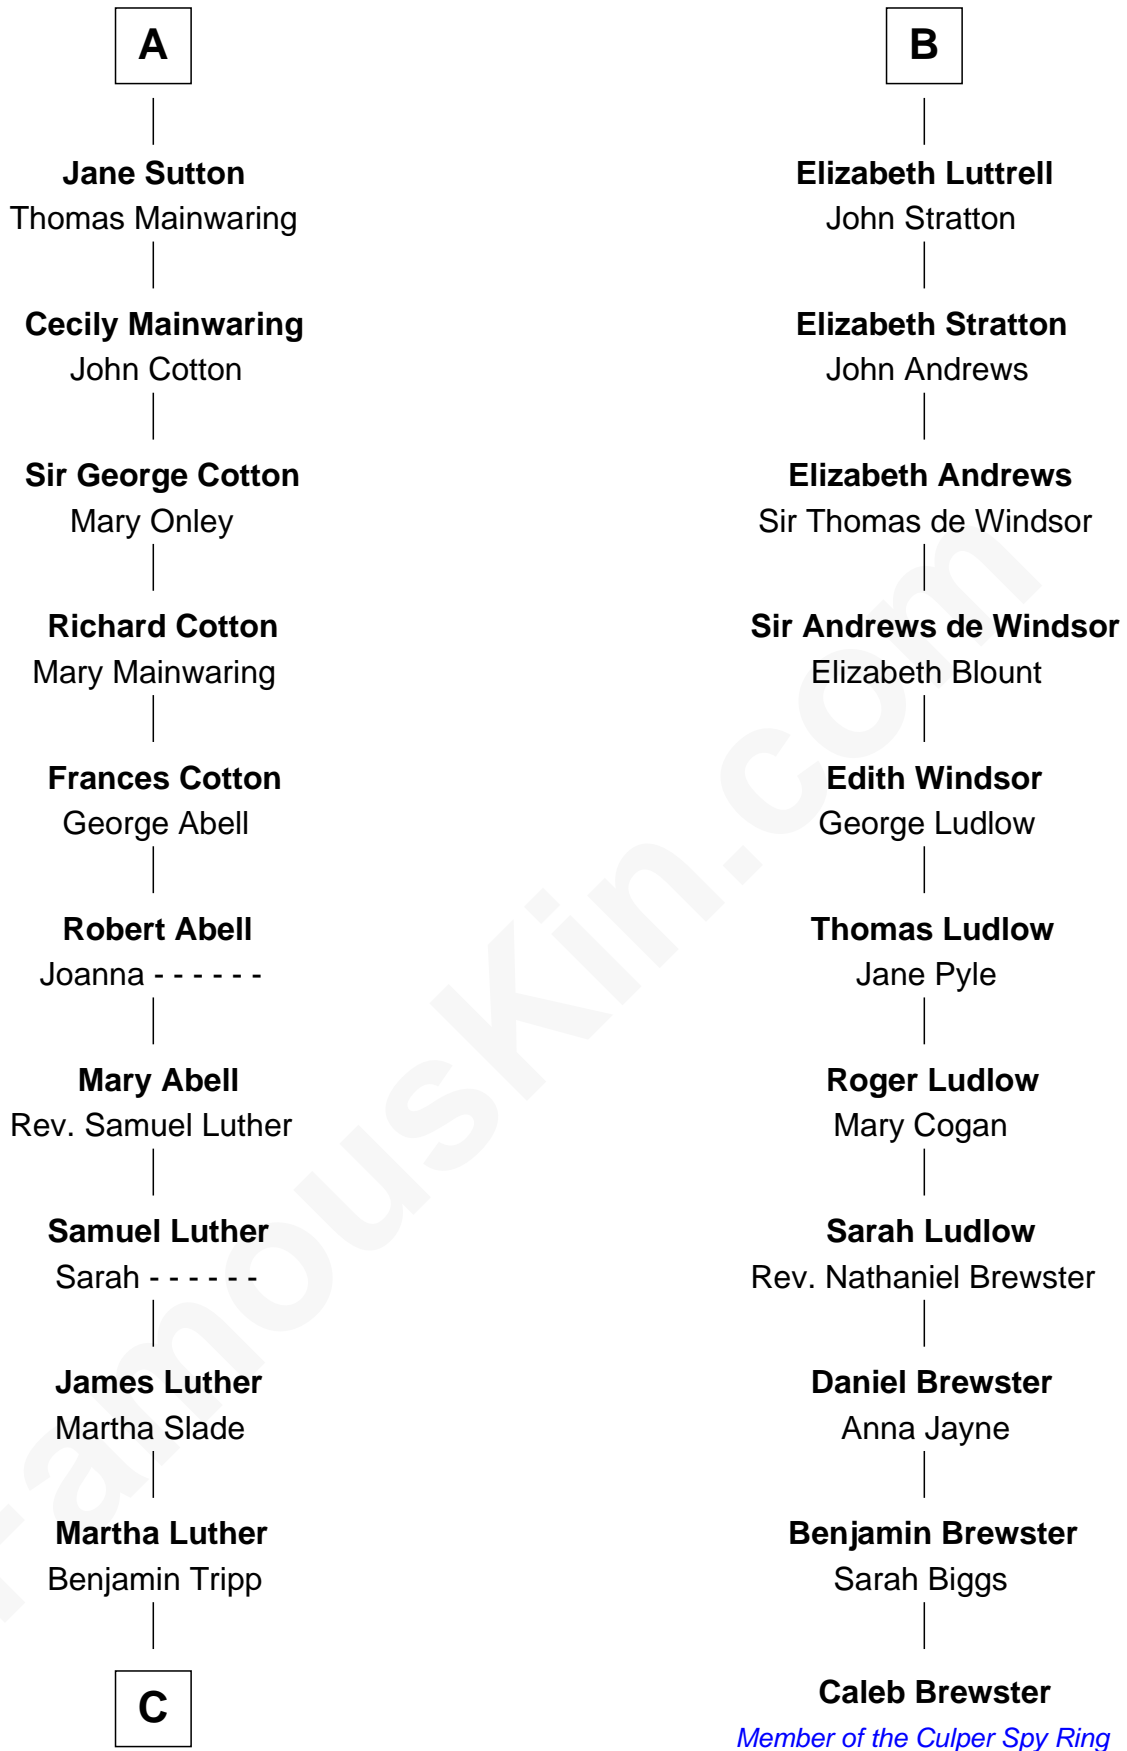 A
Jane Sutton
Thomas Mainwaring
Cecily Mainwaring
John Cotton
Sir George Cotton
Mary Onley
Richard Cotton
Mary Mainwaring
Frances Cotton
George Abell
Robert Abell
Joanna - - - - - -
Mary Abell
Rev. Samuel Luther
Samuel Luther
Sarah - - - - - -
James Luther
Martha Slade
Martha Luther
Benjamin Tripp
C
B
Elizabeth Luttrell
John Stratton
Elizabeth Stratton
John Andrews
Elizabeth Andrews
Sir Thomas de Windsor
Sir Andrews de Windsor
Elizabeth Blount
Edith Windsor
George Ludlow
Thomas Ludlow
Jane Pyle
Roger Ludlow
Mary Cogan
Sarah Ludlow
Rev. Nathaniel Brewster
Daniel Brewster
Anna Jayne
Benjamin Brewster
Sarah Biggs
Caleb Brewster
Member of the Culper Spy Ring
FamousKin.com